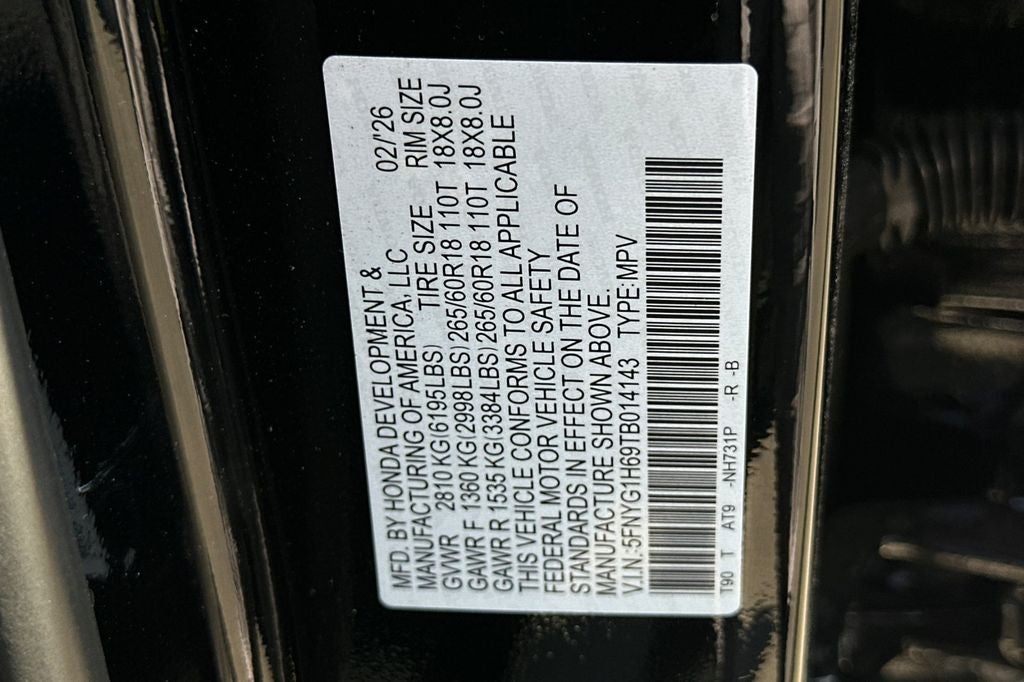 MFD. BY HONDA DEVELOPMENT &
MANUFACTURING OF AMERICA, LLC 02/'26
GVWR 2810 KG(6195LBS) TIRE SIZE RIM SIZE
GAWR F 1360 KG(2998LBS) 265/60R18 110T 18X8.0J
GAWR R 1535 KG(3384LBS) 265/60R18 110T 18X8.0J
THIS VEHICLE CONFORMS TO ALL APPLICABLE
FEDERAL MOTOR VEHICLE SAFETY
STANDARDS IN EFFECT ON THE DATE OF
MANUFACTURE SHOWN ABOVE.
V.I.N.:5FNYG1H69TB014143 TYPE:MPV
T90 T AT9 -NH731P -R -B